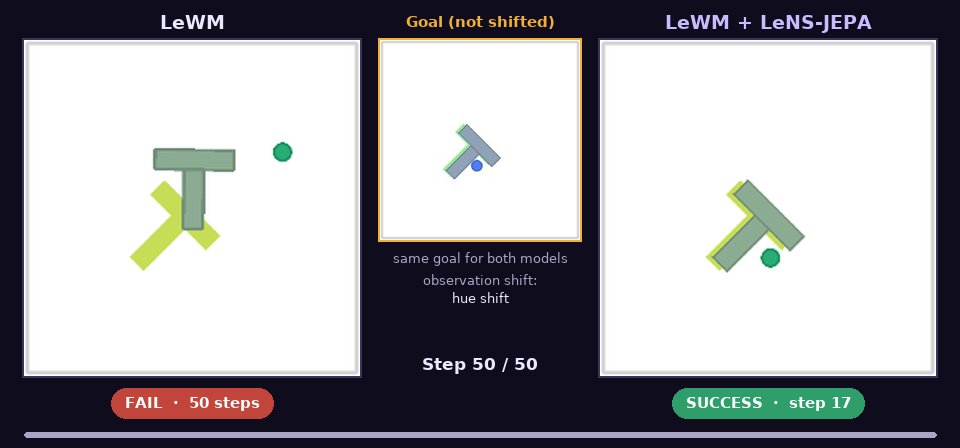 LeWM
Goal (not shifted)
LeWM + LeNS-JEPA
same goal for both models
observation shift:
hue shift
Step 50 / 50
FAIL · 50 steps
SUCCESS · step 17